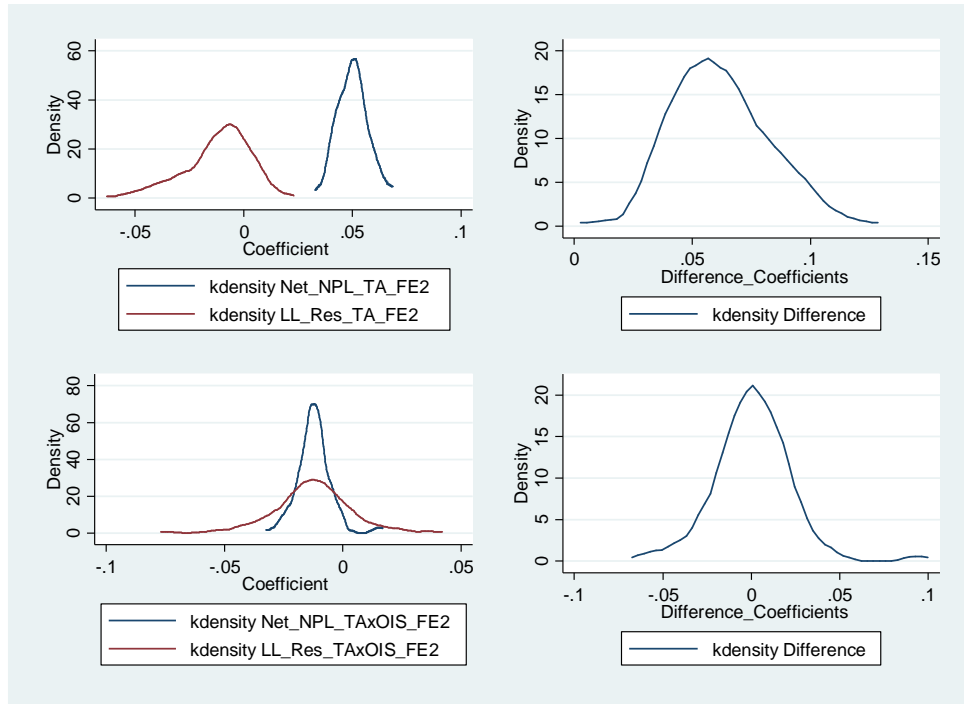 60
40
20
0
Density
-.05 0 .05 .1
Coefficient
kdensity Net_NPL_TA_FE2
kdensity LL_Res_TA_FE2
20
15
10
5
0
Density
0 .05 .1 .15
Difference_Coefficients
kdensity Difference
80
60
40
20
0
Density
-.1 -.05 0 .05
Coefficient
kdensity Net_NPL_TAxOIS_FE2
kdensity LL_Res_TAxOIS_FE2
20
15
10
5
0
Density
-.1 -.05 0 .05 .1
Difference_Coefficients
kdensity Difference